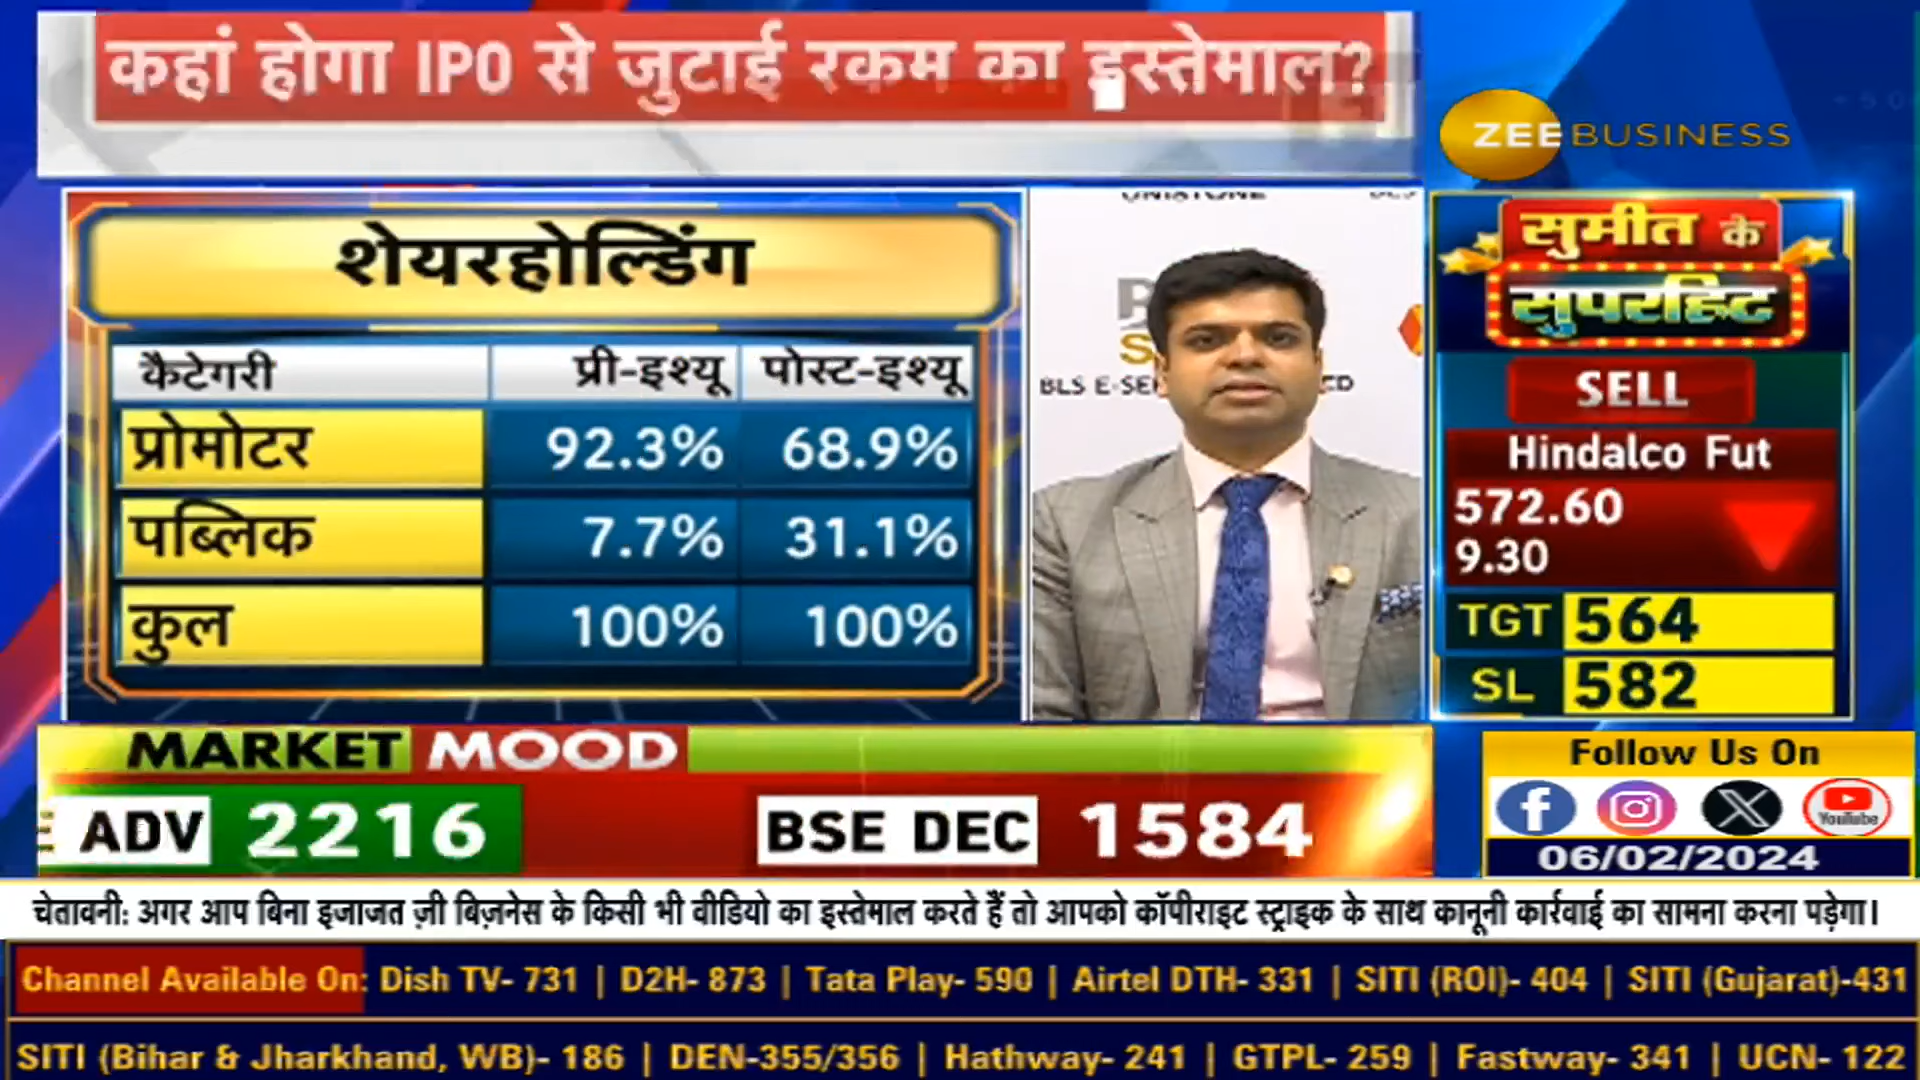 कहां होगा IPO से जुटाई रकम का इस्तेमाल?
ZEE BUSINESS
शेयरहोल्डिंग
कैटेगरी प्री-इश्यू पोस्ट-इश्यू
प्रोमोटर 92.3% 68.9%
पब्लिक 7.7% 31.1%
कुल 100% 100%
UNISTONE
सुमीत के
सुपरहिट
SELL
Hindalco Fut
572.60
9.30
TGT 564
SL 582
MARKET MOOD
ADV 2216 BSE DEC 1584
Follow Us On
YouTube
06/02/2024
चेतावनी: अगर आप बिना इजाजत ज़ी बिज़नेस के किसी भी वीडियो का इस्तेमाल करते हैं तो आपको कॉपीराइट स्ट्राइक के साथ कानूनी कार्रवाई का सामना करना पड़ेगा।
Channel Available On: Dish TV- 731 | D2H- 873 | Tata Play- 590 | Airtel DTH- 331 | SITI (ROI)- 404 | SITI (Gujarat)-431
SITI (Bihar & Jharkhand, WB)- 186 | DEN-355/356 | Hathway- 241 | GTPL- 259 | Fastway- 341 | UCN- 122